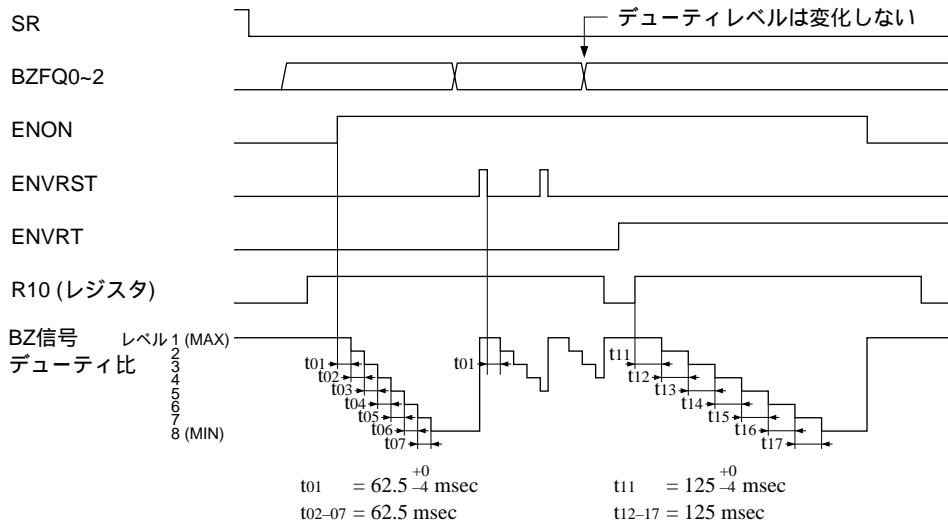 SR
デューティレベルは変化しない
BZFQ0~2
ENON
ENVRST
ENVRT
R10 (レジスタ)
BZ信号
デューティ比
レベル 1 (MAX)
2
3
4
5
6
7
8 (MIN)
t01
t02
t03
t04
t05
t06
t07
t01
t11
t12
t13
t14
t15
t16
t17
t01 = 62.5 +0 –4 msec
t02–07 = 62.5 msec
t11 = 125 +0 –4 msec
t12–17 = 125 msec